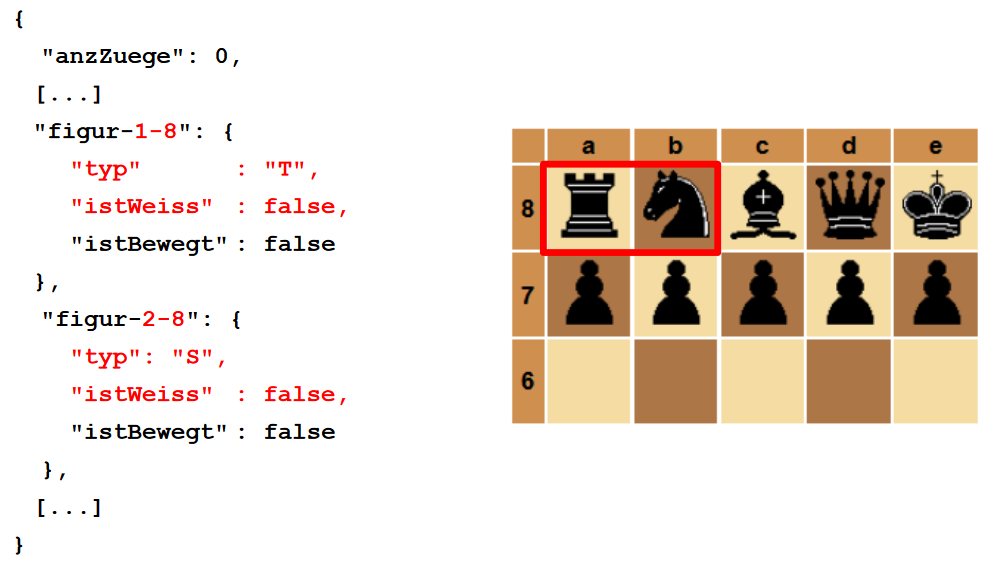 {
"anzZuege": 0,
[...]
"figur-1-8": {
"typ" : "T",
"istWeiss" : false,
"istBewegt" : false
},
"figur-2-8": {
"typ": "S",
"istWeiss" : false,
"istBewegt" : false
},
[...]
}
a b c d e
8
7
6